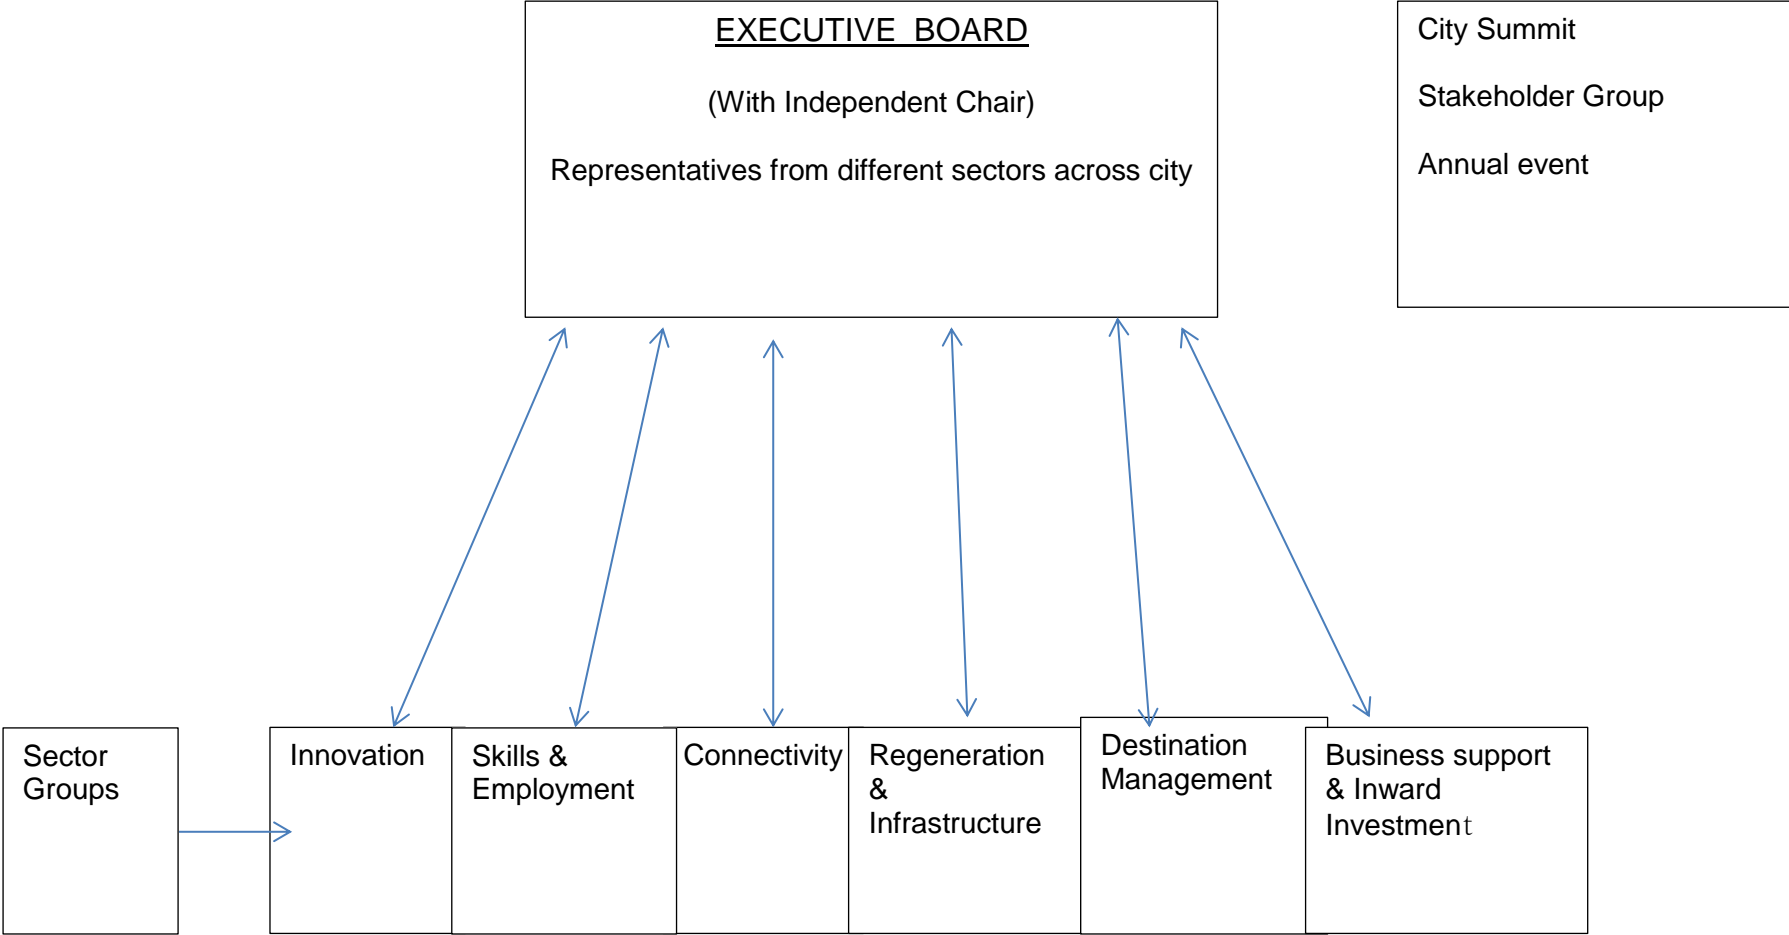 EXECUTIVE BOARD
(With Independent Chair)
Representatives from different sectors across city
City Summit
Stakeholder Group
Annual event
Sector
Groups
Innovation
Skills &
Employment
Connectivity
Regeneration
&
Infrastructure
Destination
Management
Business support
& Inward
Investment